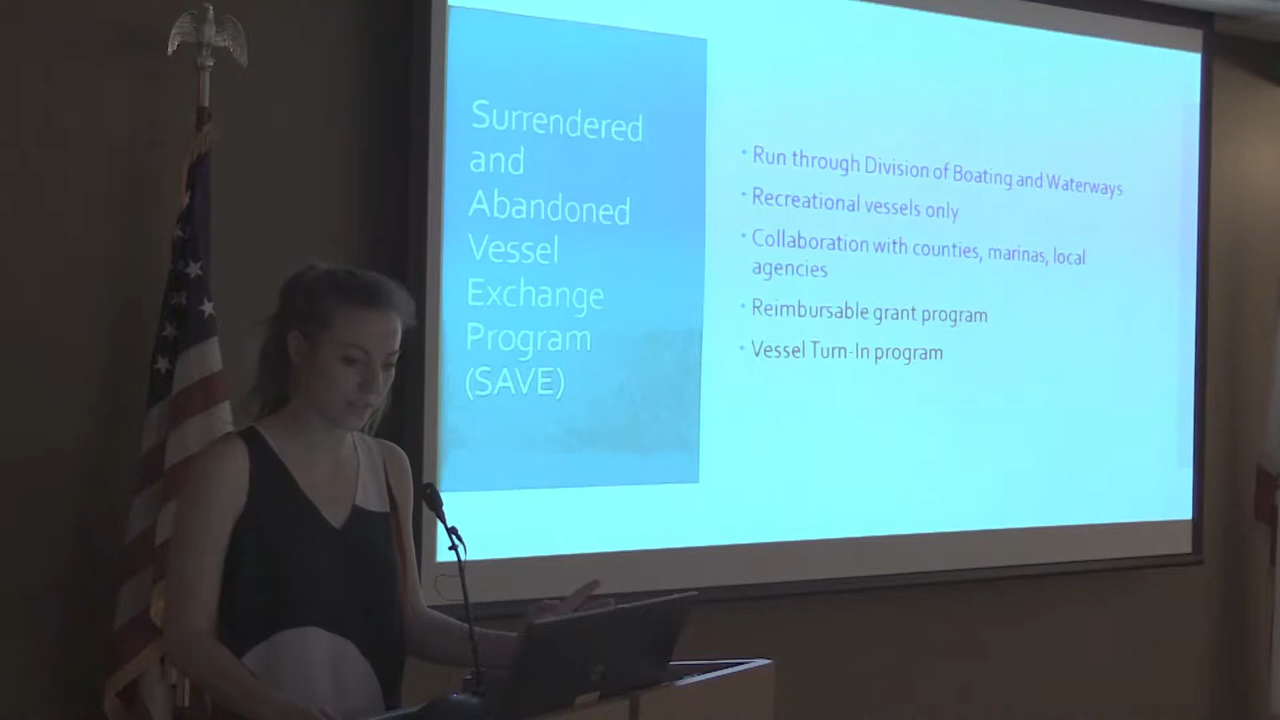 Surrendered
and
Abandoned
Vessel
Exchange
Program
(SAVE)
• Run through Division of Boating and Waterways
• Recreational vessels only
• Collaboration with counties, marinas, local
agencies
• Reimbursable grant program
• Vessel Turn-In program